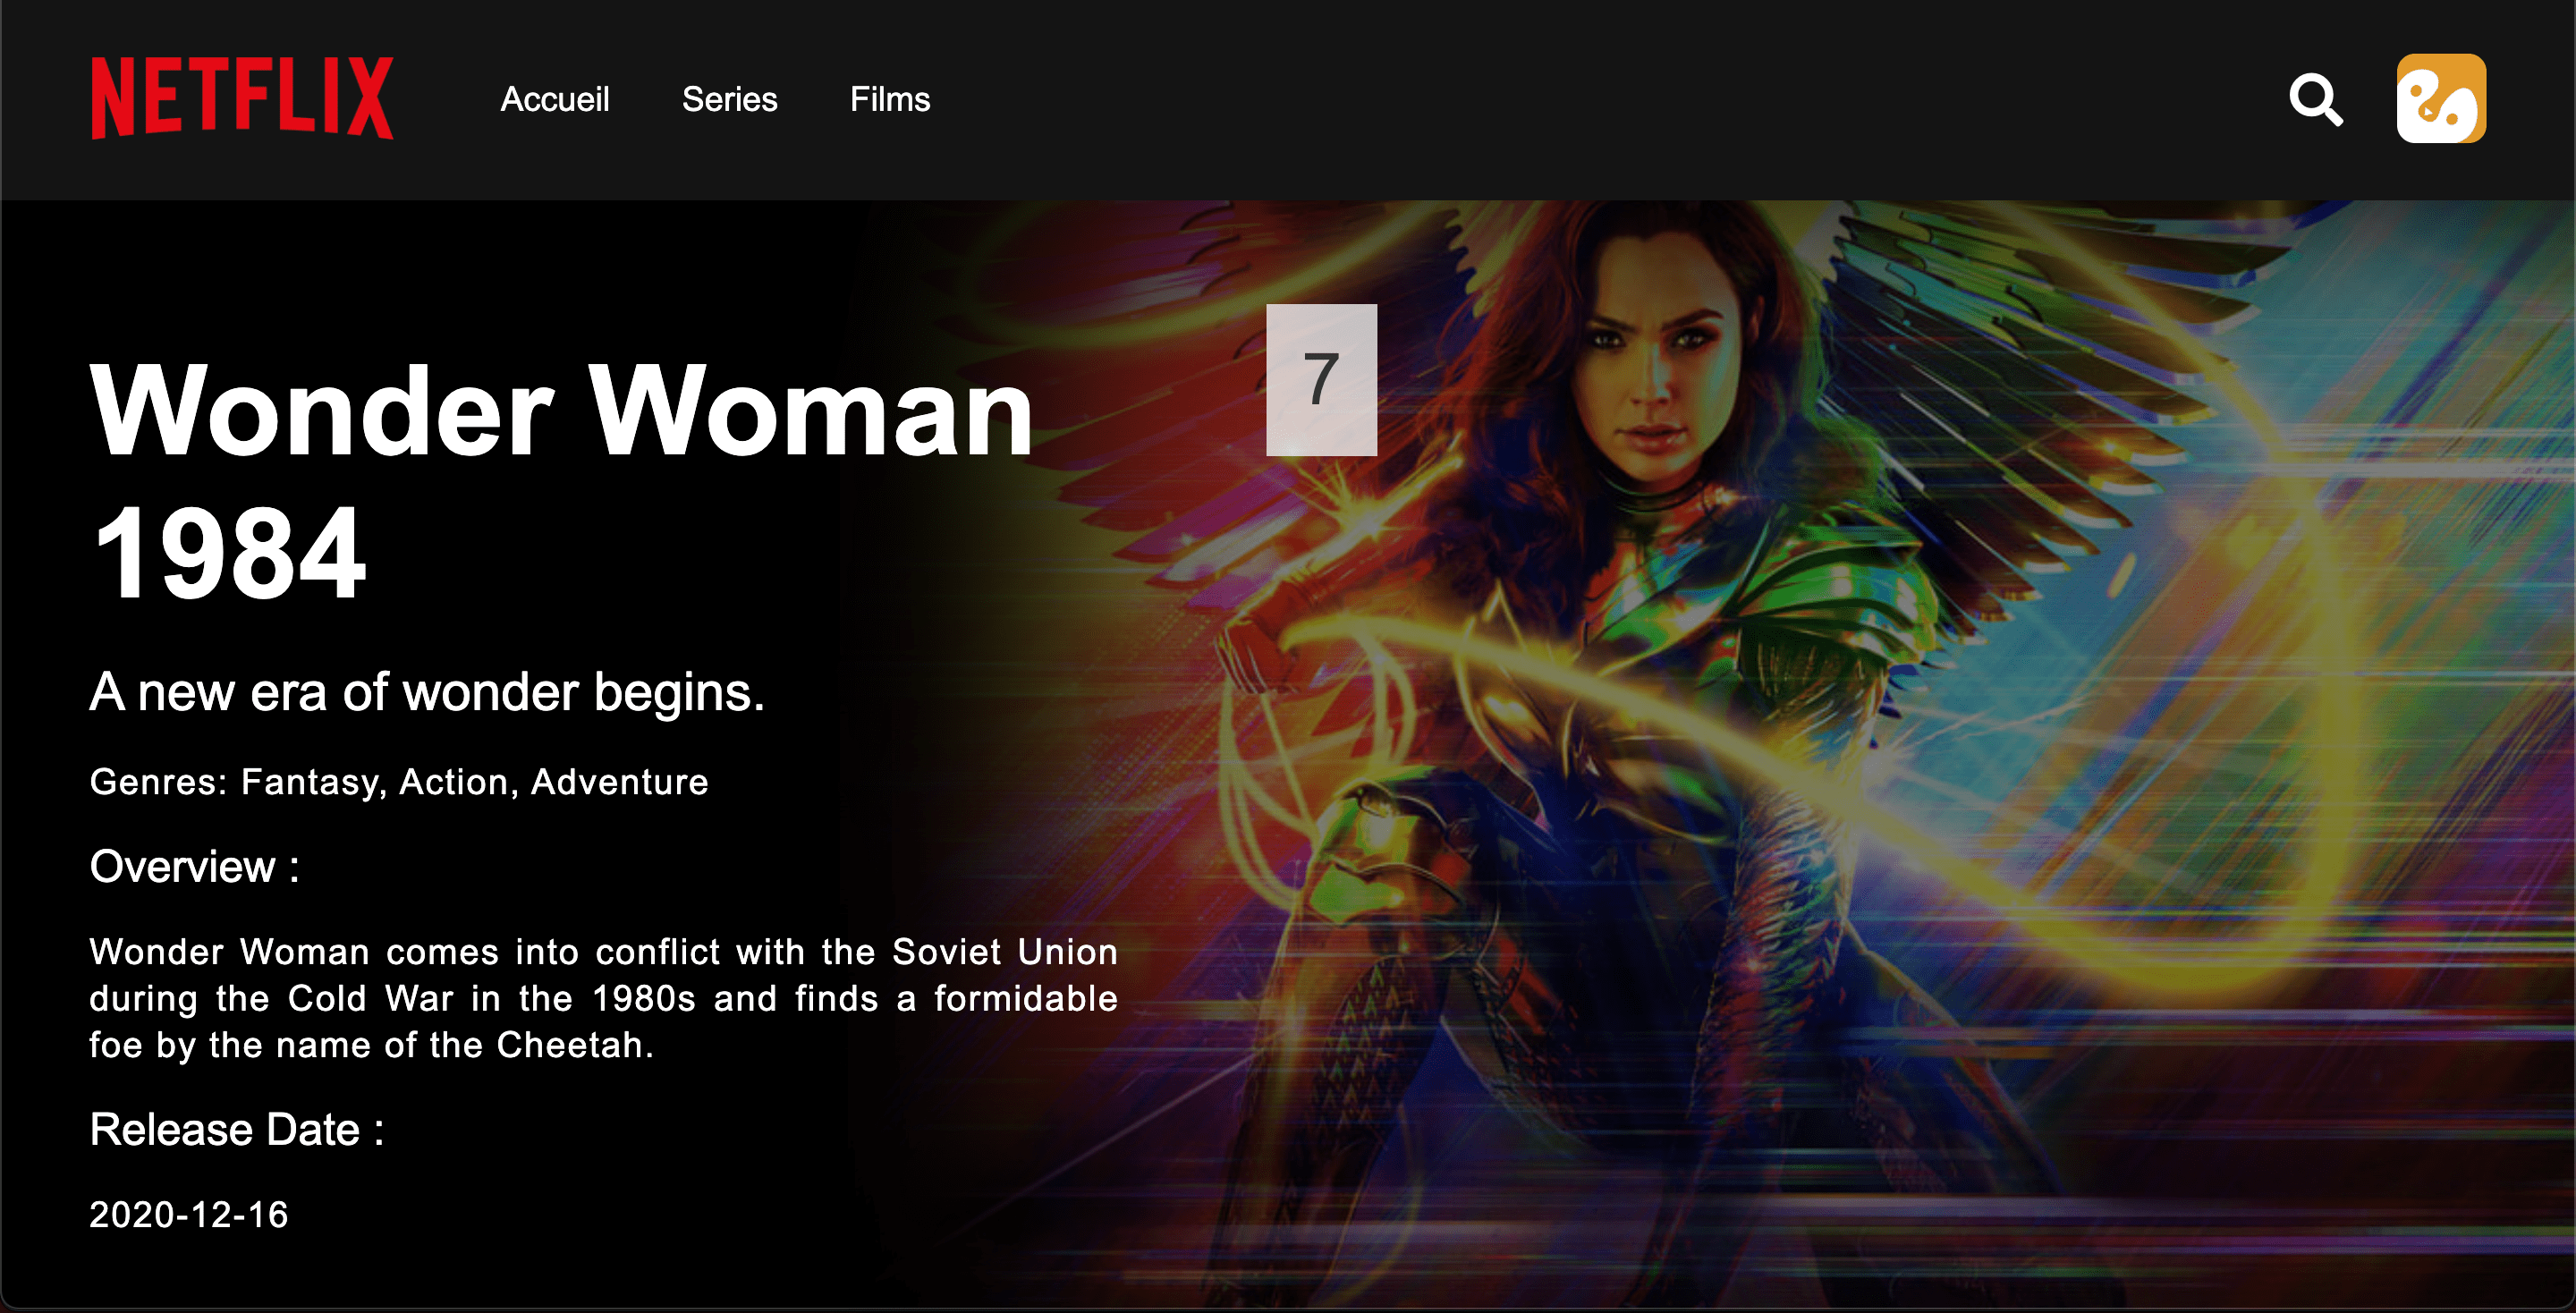 NETFLIX Accueil Series Films
7
Wonder Woman
1984
A new era of wonder begins.
Genres: Fantasy, Action, Adventure
Overview :
Wonder Woman comes into conflict with the Soviet Union
during the Cold War in the 1980s and finds a formidable
foe by the name of the Cheetah.
Release Date :
2020-12-16